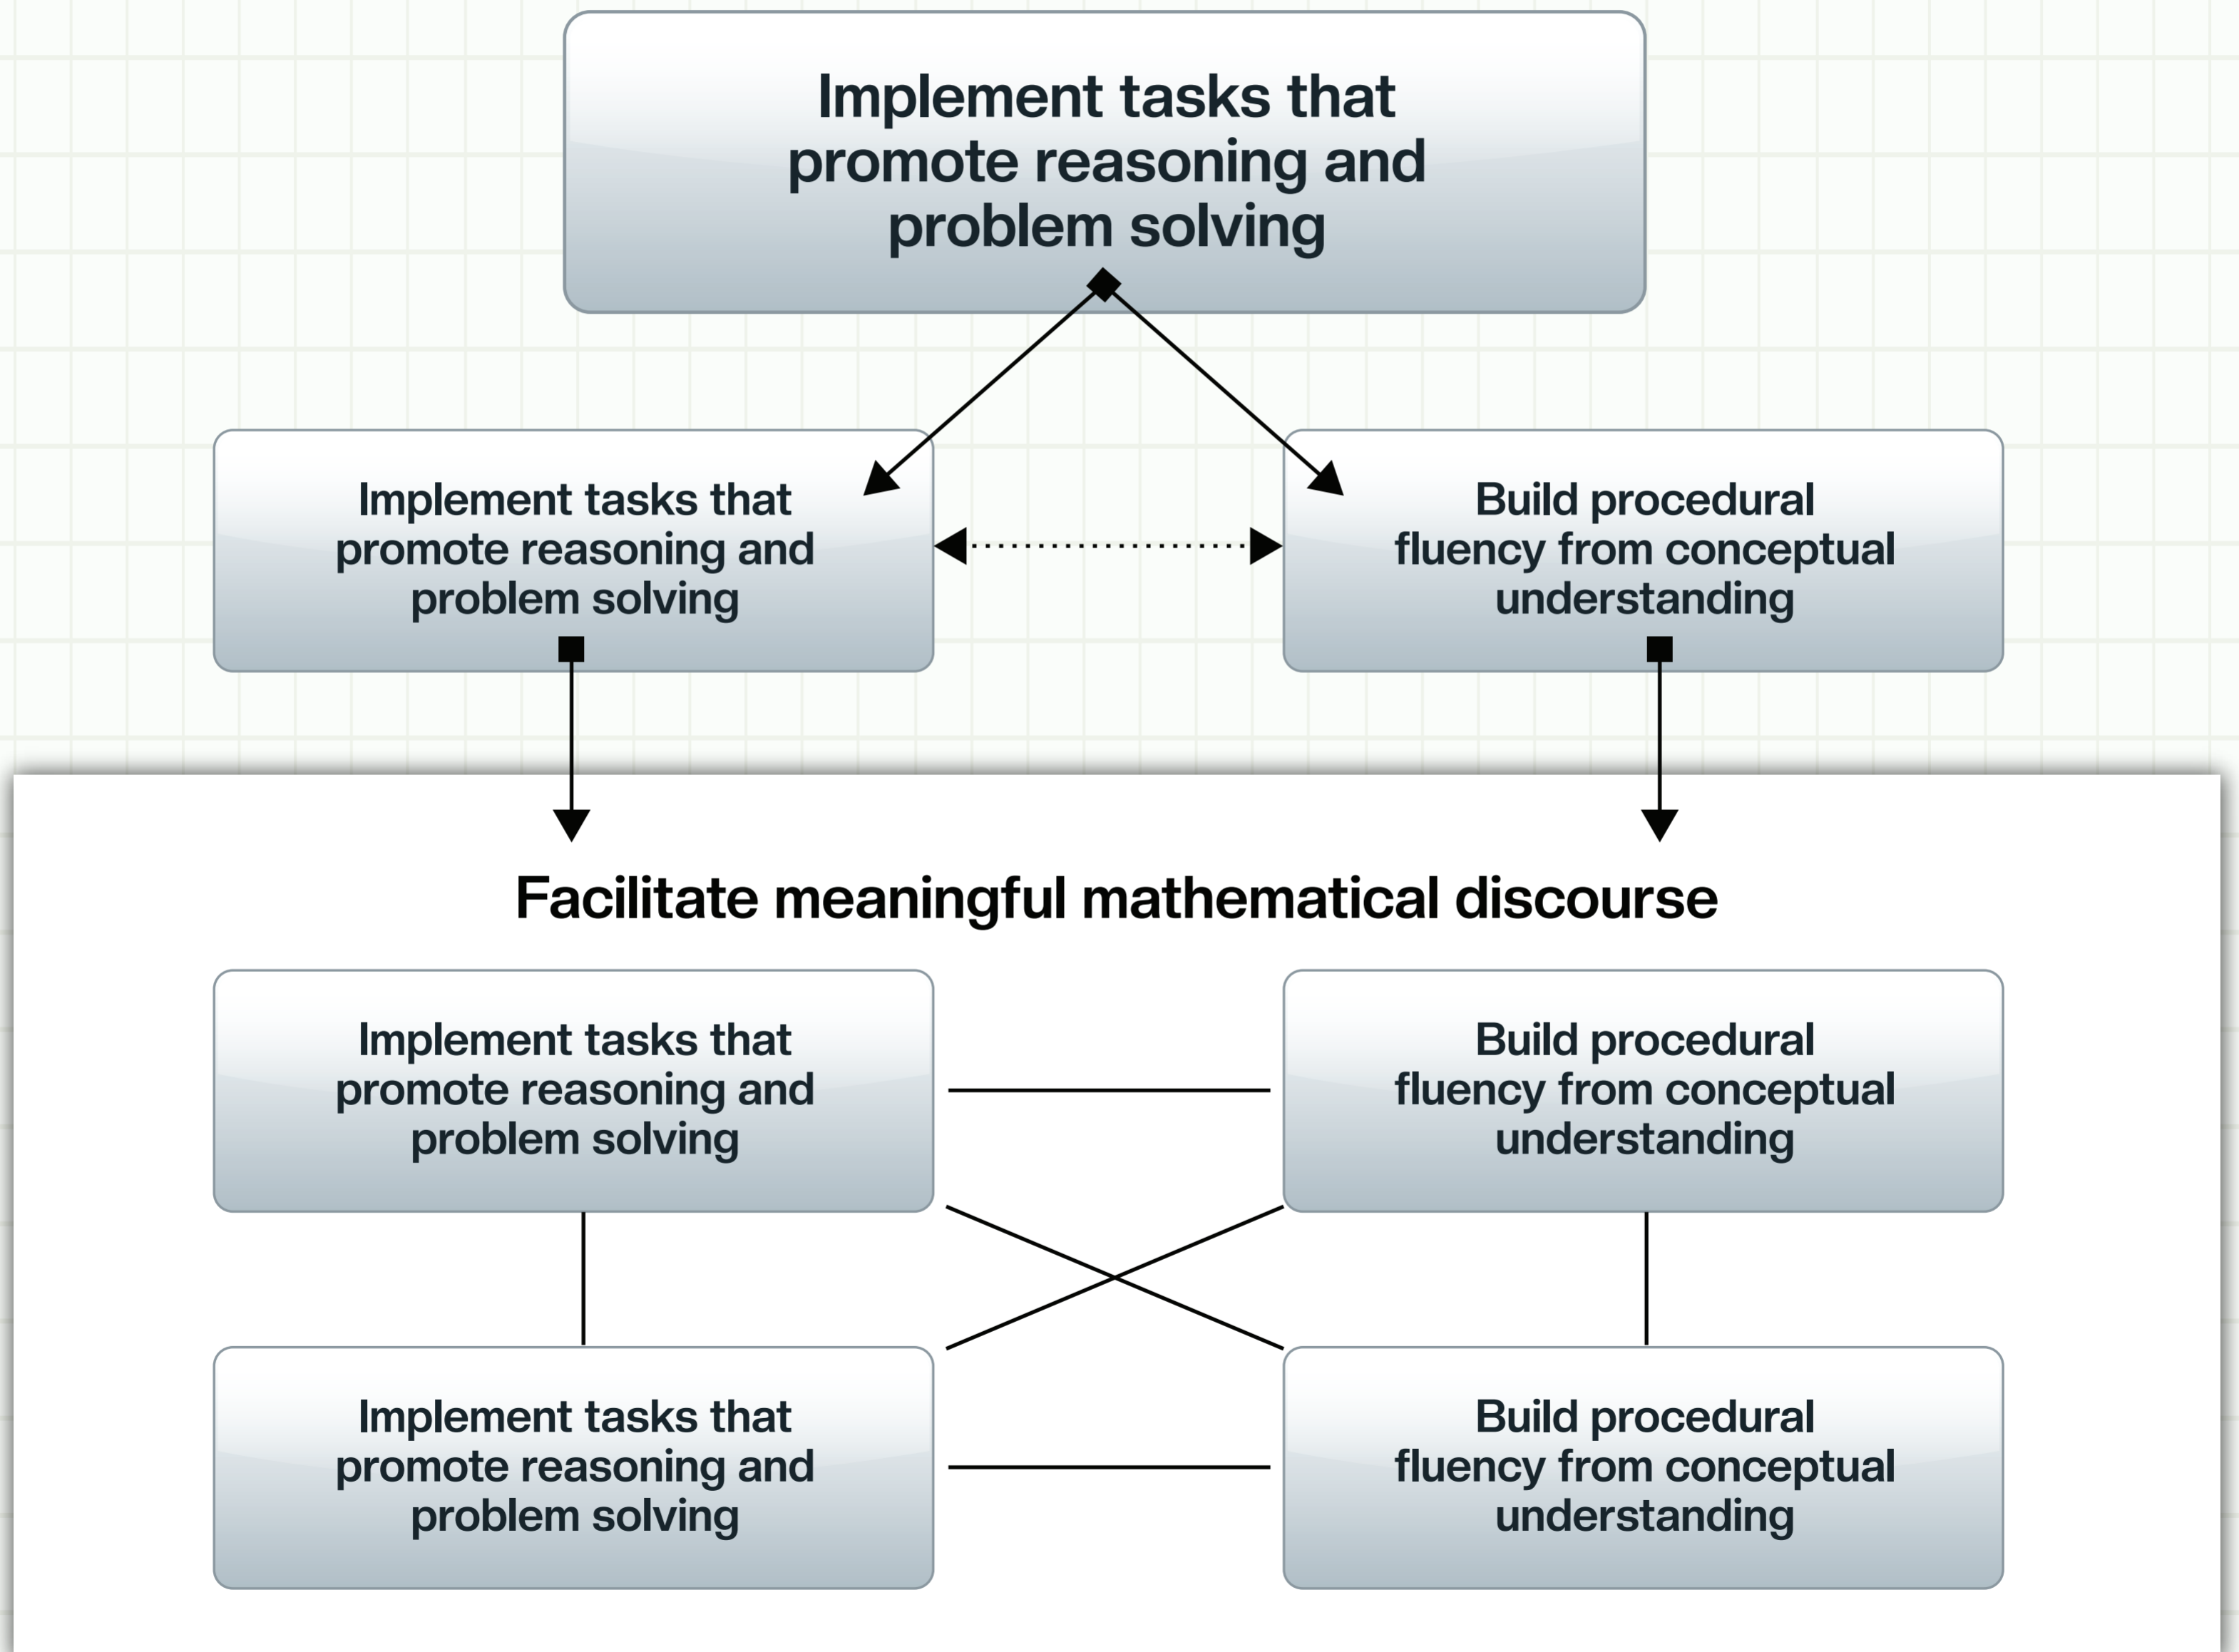 Implement tasks that
promote reasoning and
problem solving
Implement tasks that
promote reasoning and
problem solving
Build procedural
fluency from conceptual
understanding
Facilitate meaningful mathematical discourse
Implement tasks that
promote reasoning and
problem solving
Build procedural
fluency from conceptual
understanding
Implement tasks that
promote reasoning and
problem solving
Build procedural
fluency from conceptual
understanding